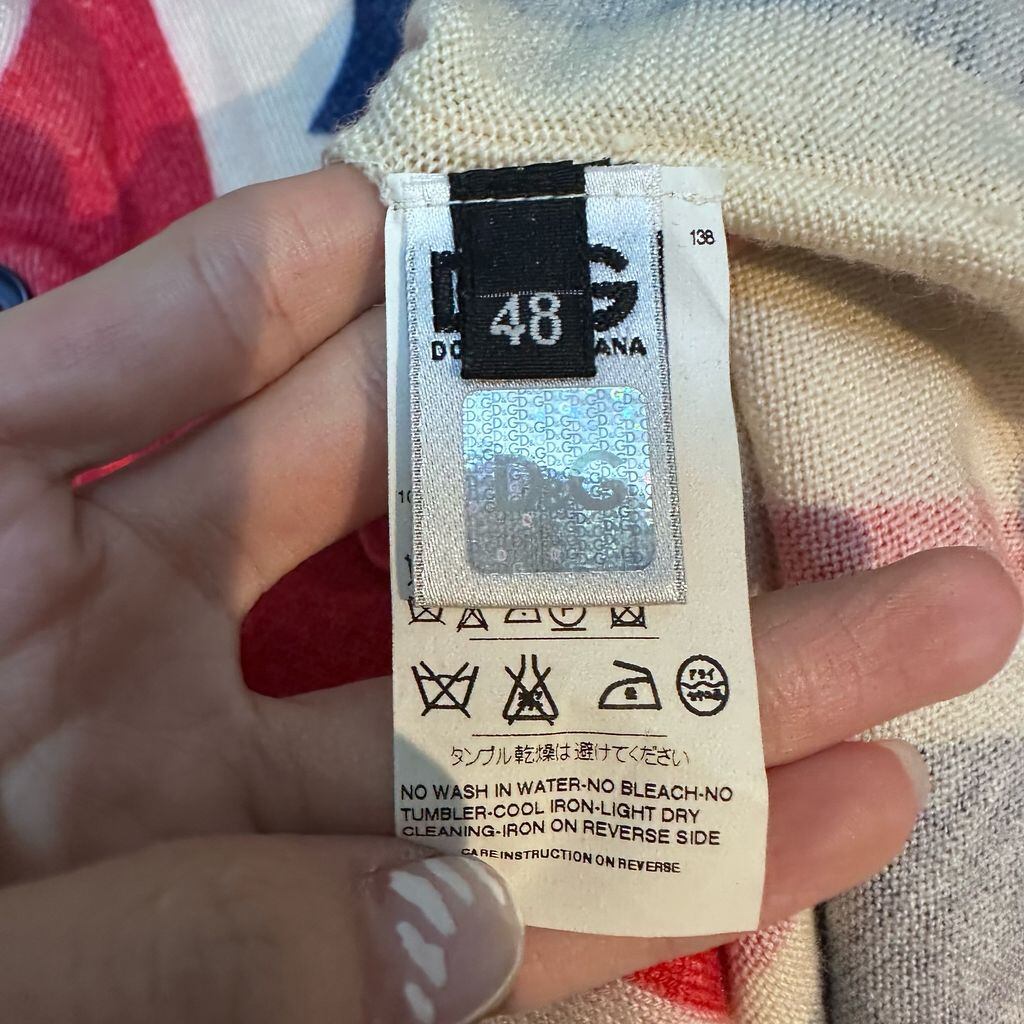 138
48
ANA
D&G
タンブル乾燥は避けてください
NO WASH IN WATER-NO BLEACH-NO
TUMBLER-COOL IRON-LIGHT DRY
CLEANING-IRON ON REVERSE SIDE
CARE INSTRUCTION ON REVERSE